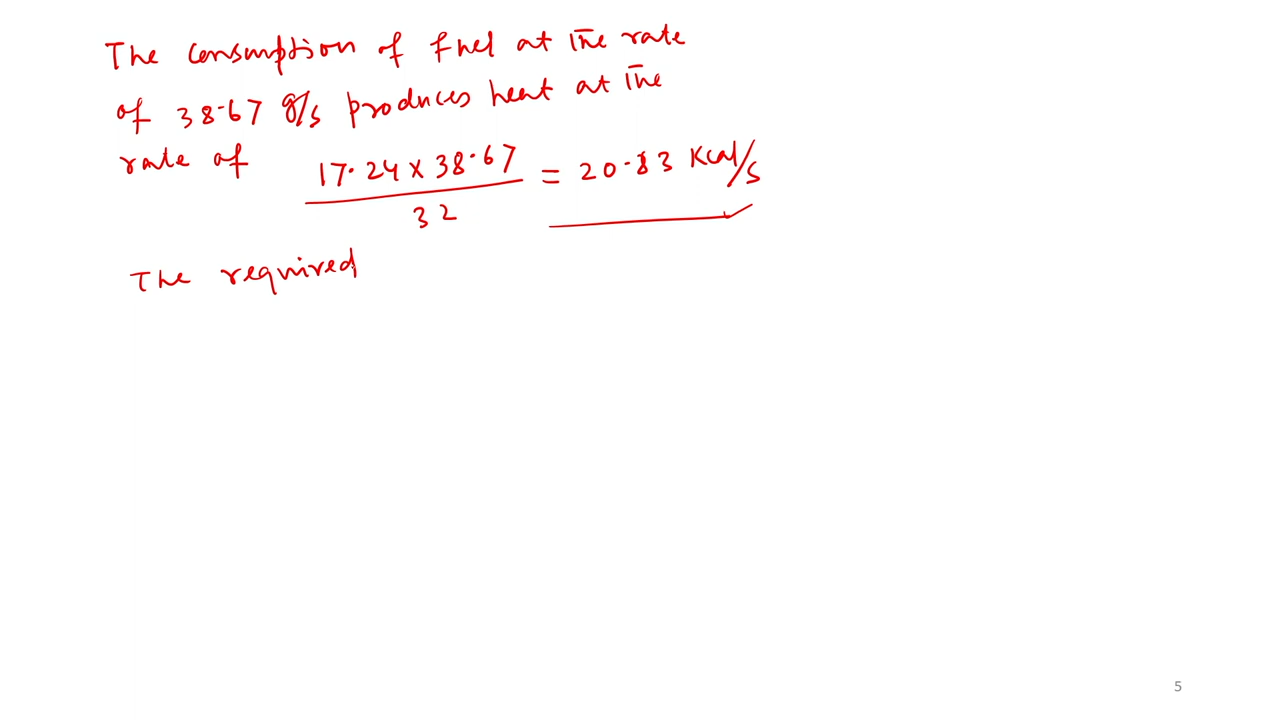 The consumption of fuel at the rate
of 38.67 g/s produces heat at the
rate of 17.24 x 38.67 / 32 = 20.83 Kcal/s
The required
5